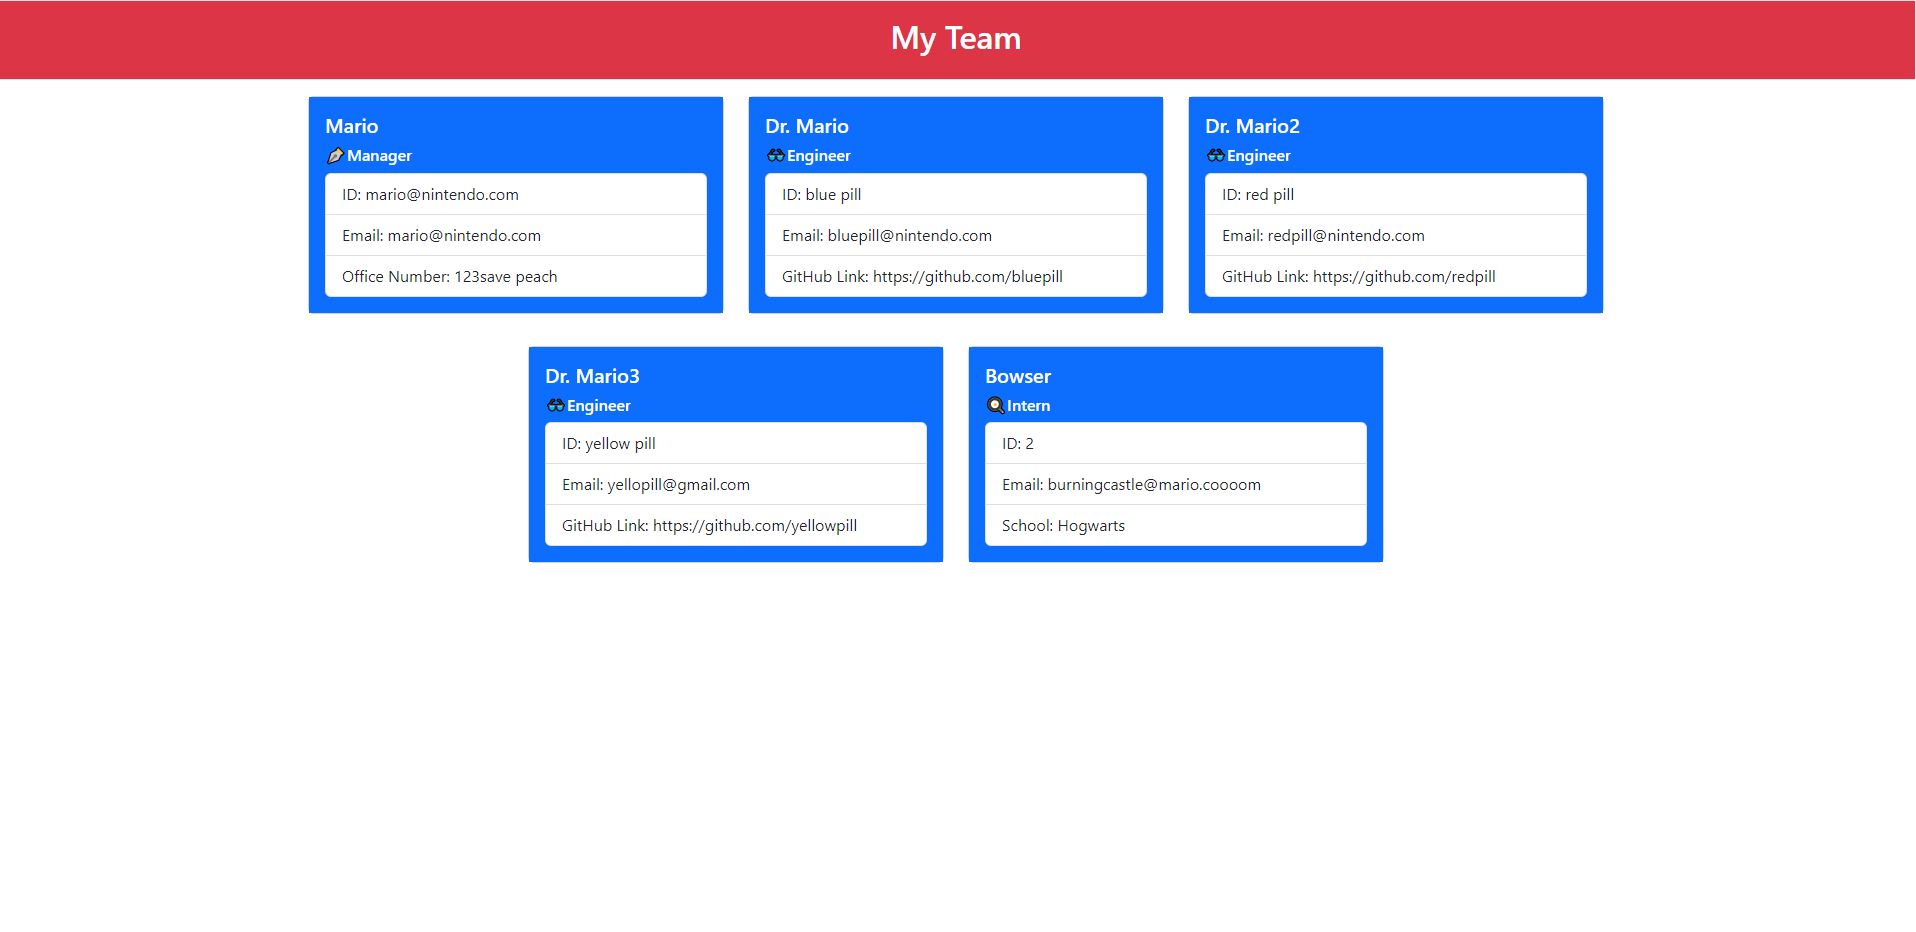 My Team
Mario
Manager
ID: mario@nintendo.com
Email: mario@nintendo.com
Office Number: 123save peach
Dr. Mario
Engineer
ID: blue pill
Email: bluepill@nintendo.com
GitHub Link: https://github.com/bluepill
Dr. Mario2
Engineer
ID: red pill
Email: redpill@nintendo.com
GitHub Link: https://github.com/redpill
Dr. Mario3
Engineer
ID: yellow pill
Email: yellopill@gmail.com
GitHub Link: https://github.com/yellowpill
Bowser
Intern
ID: 2
Email: burningcastle@mario.coooom
School: Hogwarts